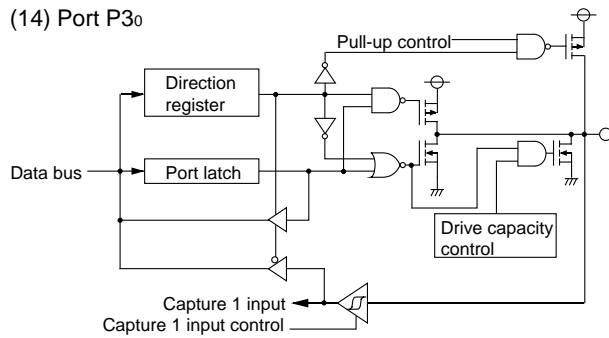 (14) Port P30
Pull-up control
Direction
register
Data bus
Port latch
Drive capacity
control
Capture 1 input
Capture 1 input control